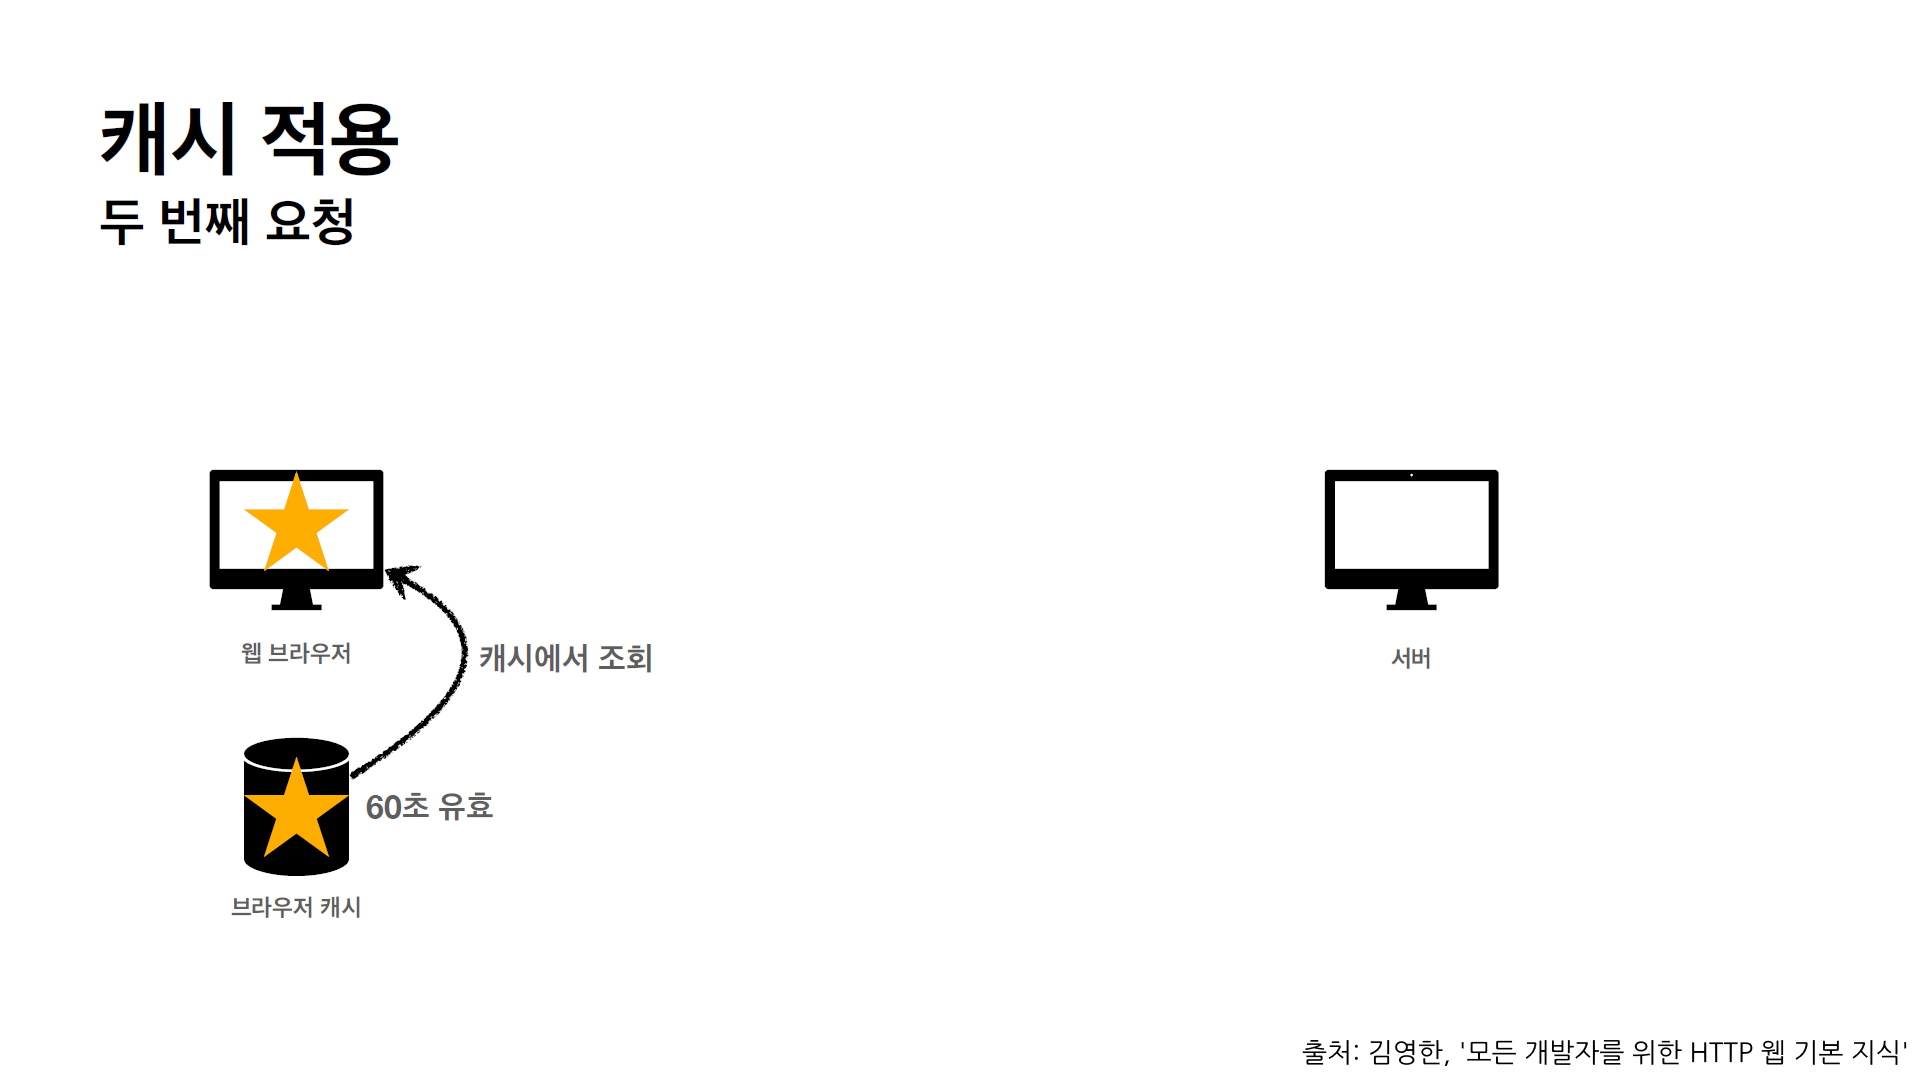 캐시 적용
두 번째 요청
웹 브라우저
캐시에서 조회
서버
60초 유효
브라우저 캐시
출처: 김영한, '모든 개발자를 위한 HTTP 웹 기본 지식'